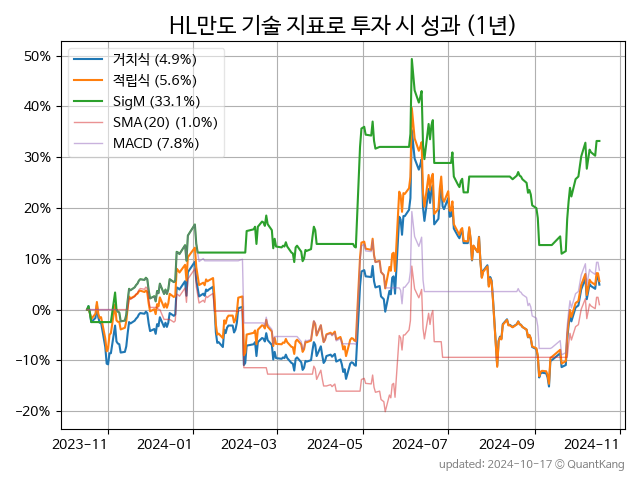 HL만도 기술 지표로 투자 시 성과 (1년)
거치식 (4.9%)
적립식 (5.6%)
SigM (33.1%)
SMA(20) (1.0%)
MACD (7.8%)
50%
40%
30%
20%
10%
0%
−10%
−20%
2023-11 2024-01 2024-03 2024-05 2024-07 2024-09 2024-11
updated: 2024-10-17 © QuantKang